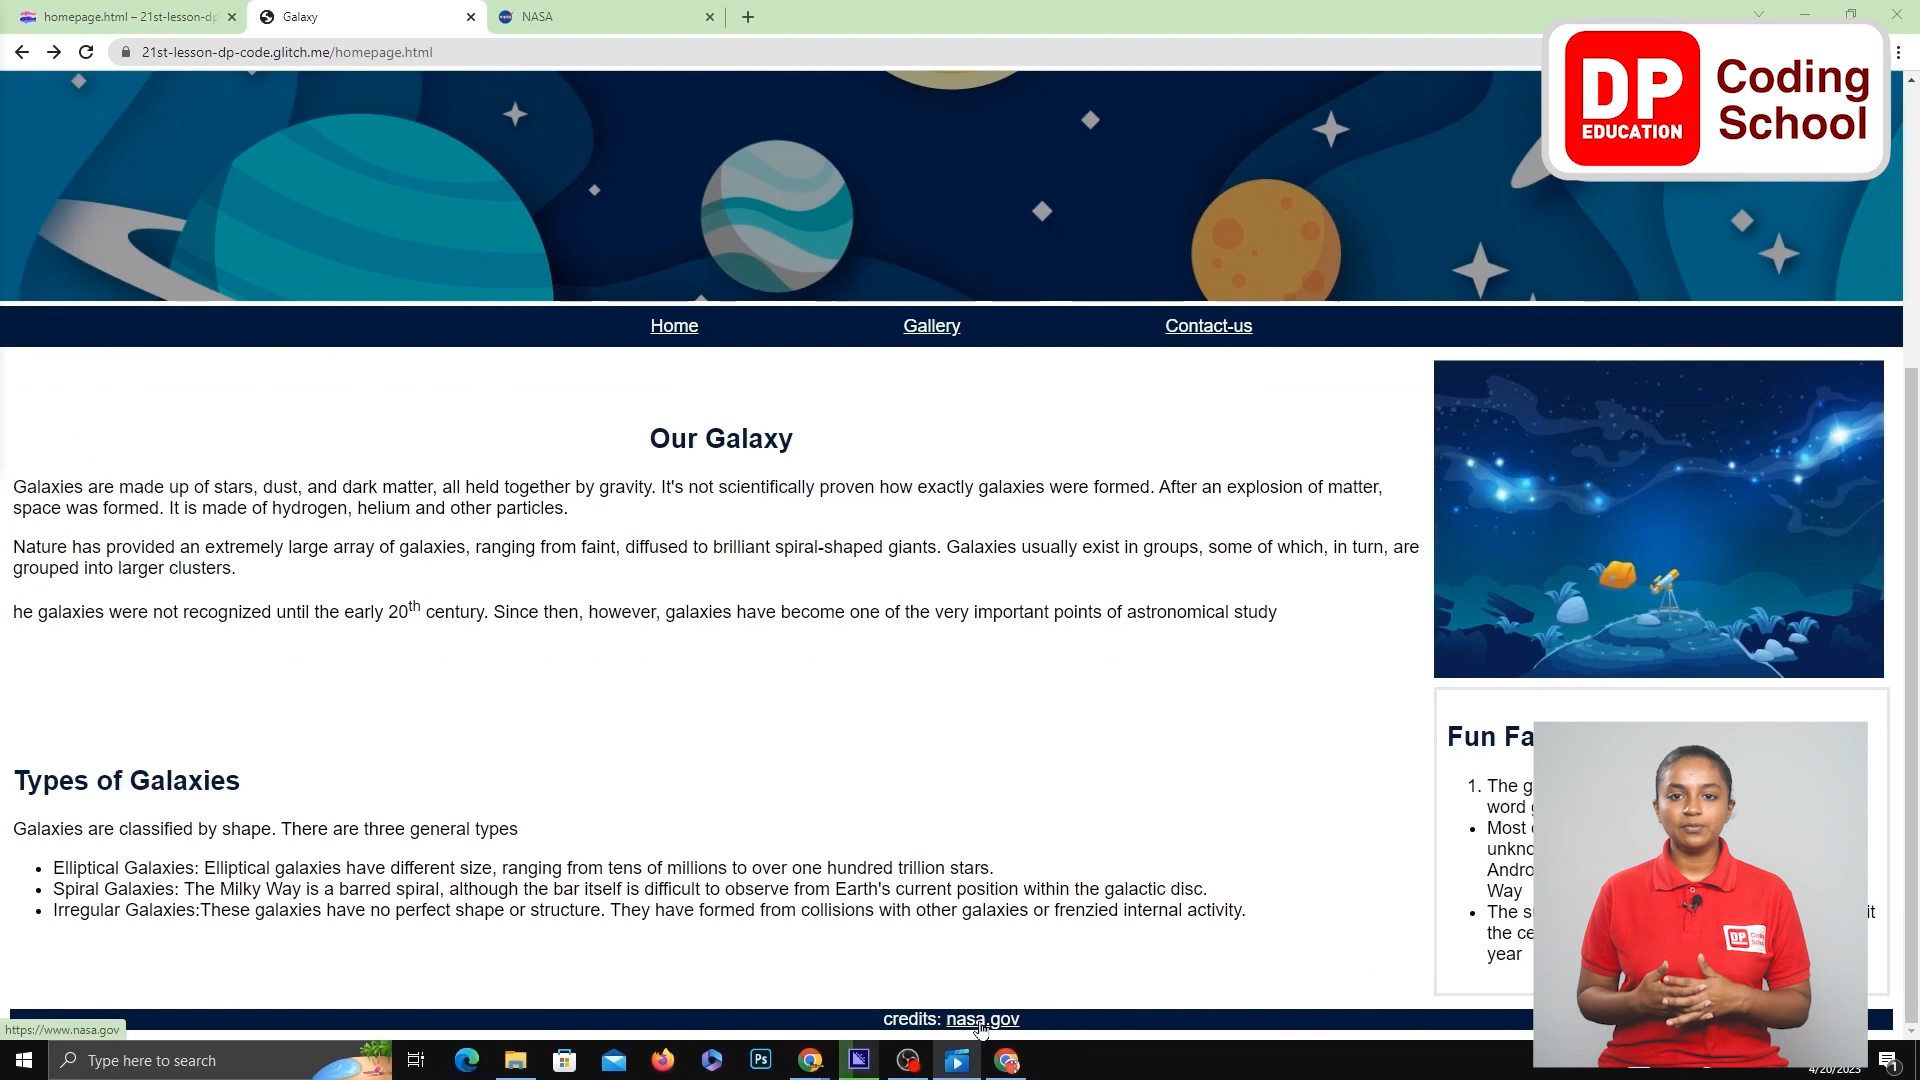 homepage.html – 21st-lesson-dp
Galaxy
NASA
21st-lesson-dp-code.glitch.me/homepage.html
DP
EDUCATION
Coding
School
Home
Gallery
Contact-us
Our Galaxy
Galaxies are made up of stars, dust, and dark matter, all held together by gravity. It's not scientifically proven how exactly galaxies were formed. After an explosion of matter,
space was formed. It is made of hydrogen, helium and other particles.
Nature has provided an extremely large array of galaxies, ranging from faint, diffused to brilliant spiral-shaped giants. Galaxies usually exist in groups, some of which, in turn, are
grouped into larger clusters.
he galaxies were not recognized until the early 20th century. Since then, however, galaxies have become one of the very important points of astronomical study
Types of Galaxies
Galaxies are classified by shape. There are three general types
• Elliptical Galaxies: Elliptical galaxies have different size, ranging from tens of millions to over one hundred trillion stars.
• Spiral Galaxies: The Milky Way is a barred spiral, although the bar itself is difficult to observe from Earth's current position within the galactic disc.
• Irregular Galaxies:These galaxies have no perfect shape or structure. They have formed from collisions with other galaxies or frenzied internal activity.
Fun Fa
1. The g
word
• Most
unkno
Andro
Way
• The s
it
the ce
year
DP Coding School
credits: nasa.gov
https://www.nasa.gov
Type here to search
Ps
4/20/2023
1